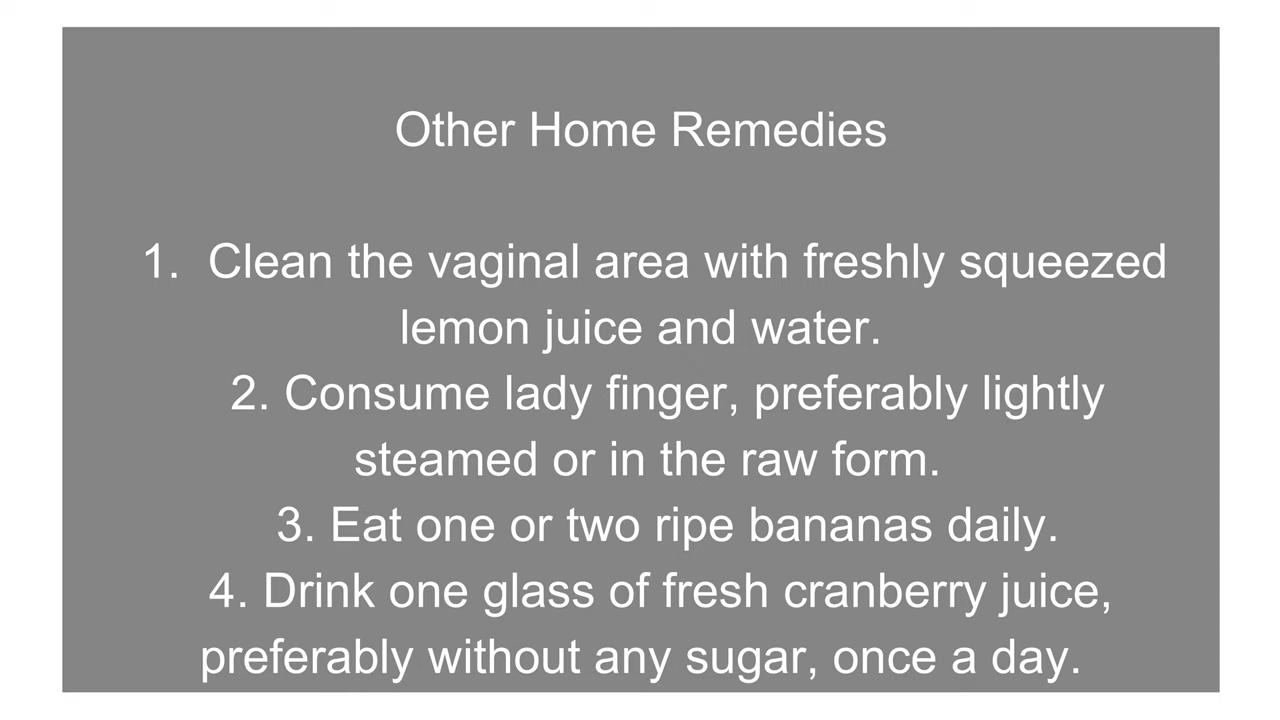 Other Home Remedies
1. Clean the vaginal area with freshly squeezed
lemon juice and water.
2. Consume lady finger, preferably lightly
steamed or in the raw form.
3. Eat one or two ripe bananas daily.
4. Drink one glass of fresh cranberry juice,
preferably without any sugar, once a day.